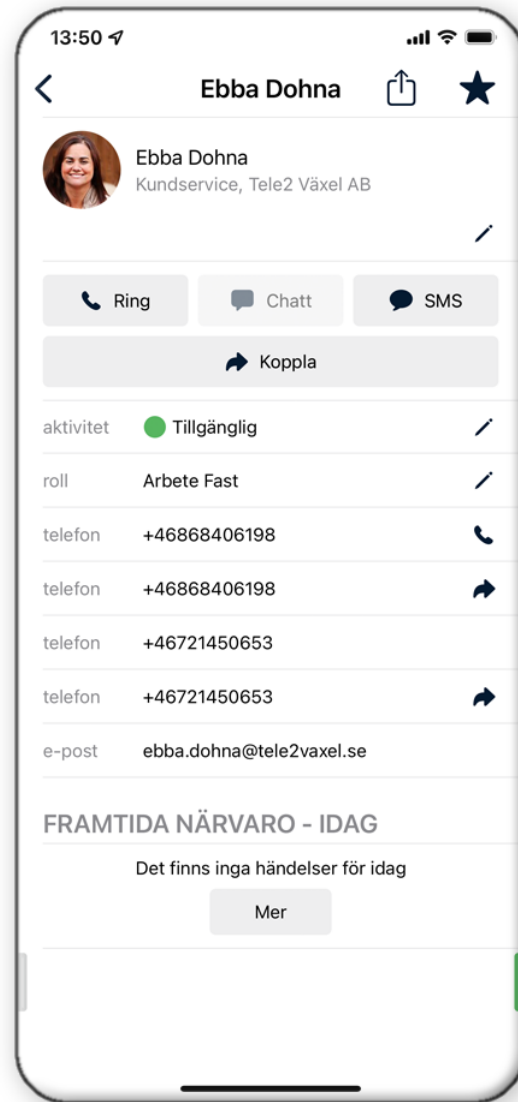 13:50
Ebba Dohna
Ebba Dohna
Kundservice, Tele2 Växel AB
Ring
Chatt
SMS
Koppla
aktivitet Tillgänglig
roll Arbete Fast
telefon +46868406198
telefon +46868406198
telefon +46721450653
telefon +46721450653
e-post ebba.dohna@tele2vaxel.se
FRAMTIDA NÄRVARO - IDAG
Det finns inga händelser för idag
Mer